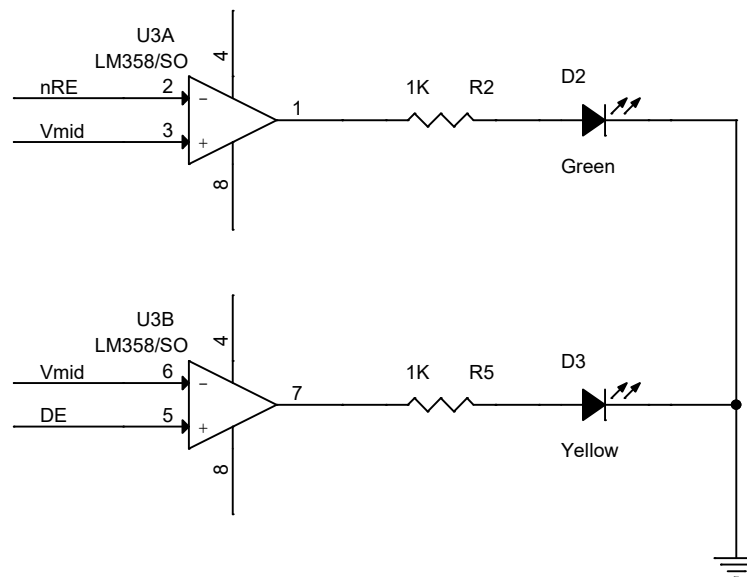 U3A
LM358/SO
4
nRE 2
Vmid 3
1
8
1K R2
D2
Green
U3B
LM358/SO
4
Vmid 6
DE 5
7
8
1K R5
D3
Yellow